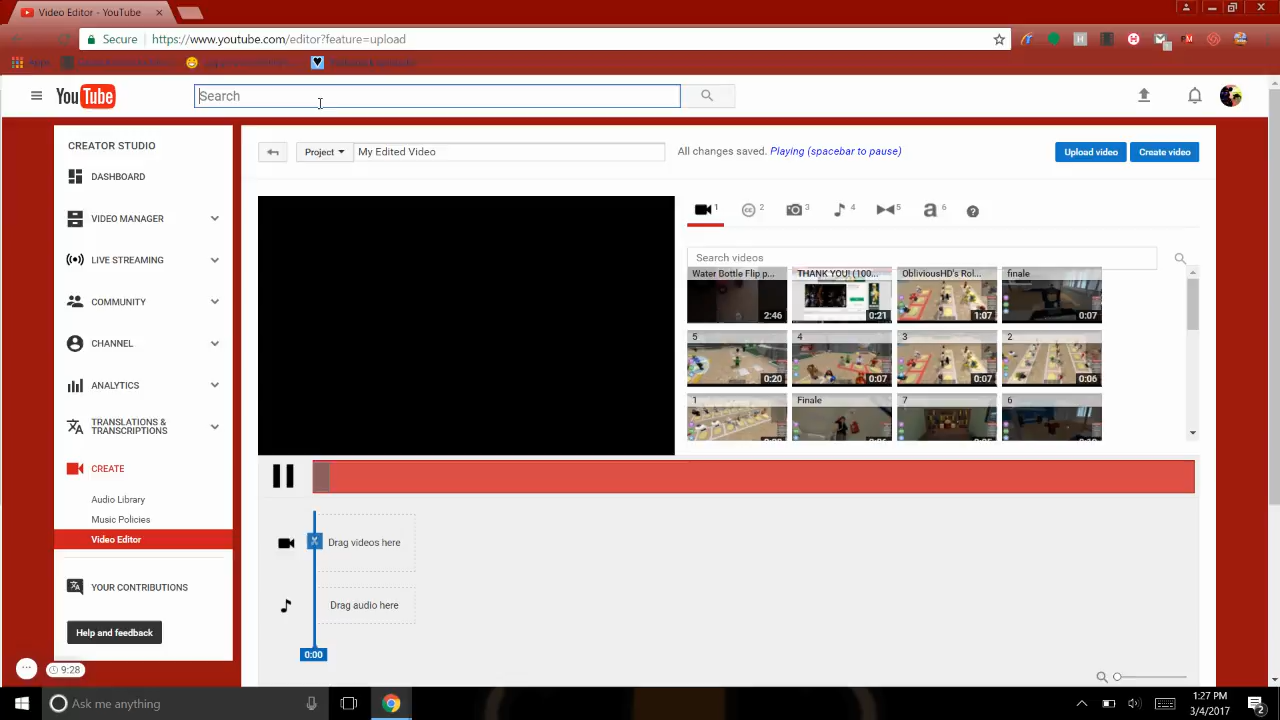 Video Editor - YouTube
Secure https://www.youtube.com/editor?feature=upload
Apps
YouTube
Search
CREATOR STUDIO
DASHBOARD
VIDEO MANAGER
LIVE STREAMING
COMMUNITY
CHANNEL
ANALYTICS
TRANSLATIONS &
TRANSCRIPTIONS
CREATE
Audio Library
Music Policies
Video Editor
YOUR CONTRIBUTIONS
Help and feedback
9:28
Project
My Edited Video
All changes saved. Playing (spacebar to pause)
Upload video
Create video
1
cc 2
3
4
5
a 6
?
Search videos
Water Bottle Flip p... THANK YOU! (100... ObliviousHD's Rol... finale
2:46 0:21 1:07 0:07
5 4 3 2
0:20 0:07 0:07 0:06
1 Finale 7 6
Drag videos here
Drag audio here
0:00
Ask me anything
1:27 PM
3/4/2017
2